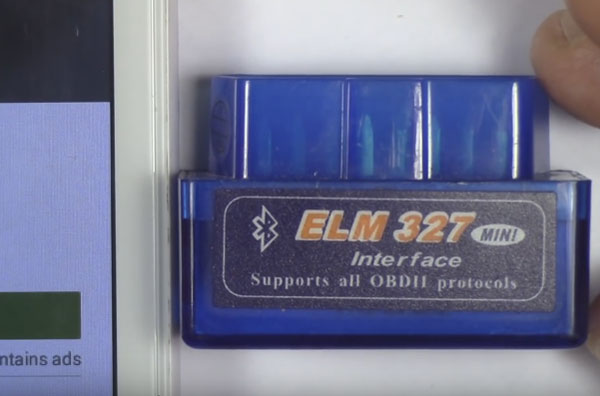 ELM 327 MINI
Interface
Supports all OBDII protocols
ntains ads